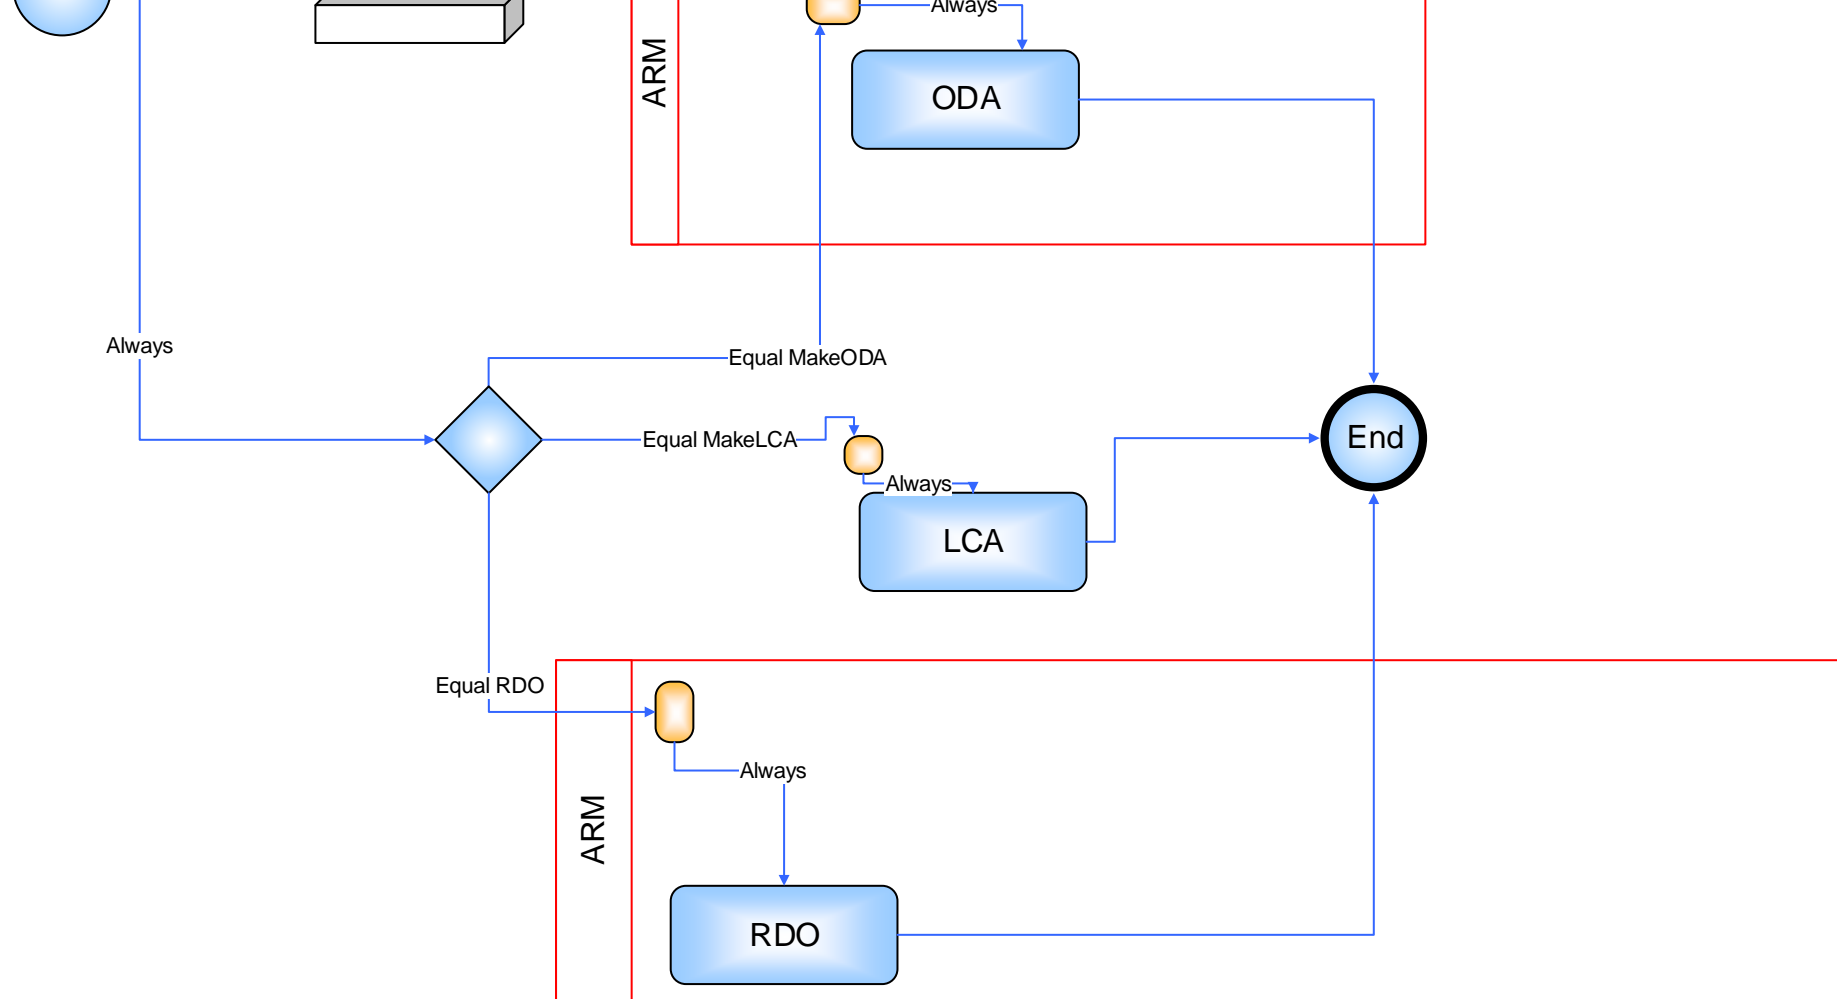 Always
ARM
ODA
Always
Equal MakeODA
Equal MakeLCA
End
Always
LCA
Equal RDO
Always
ARM
RDO